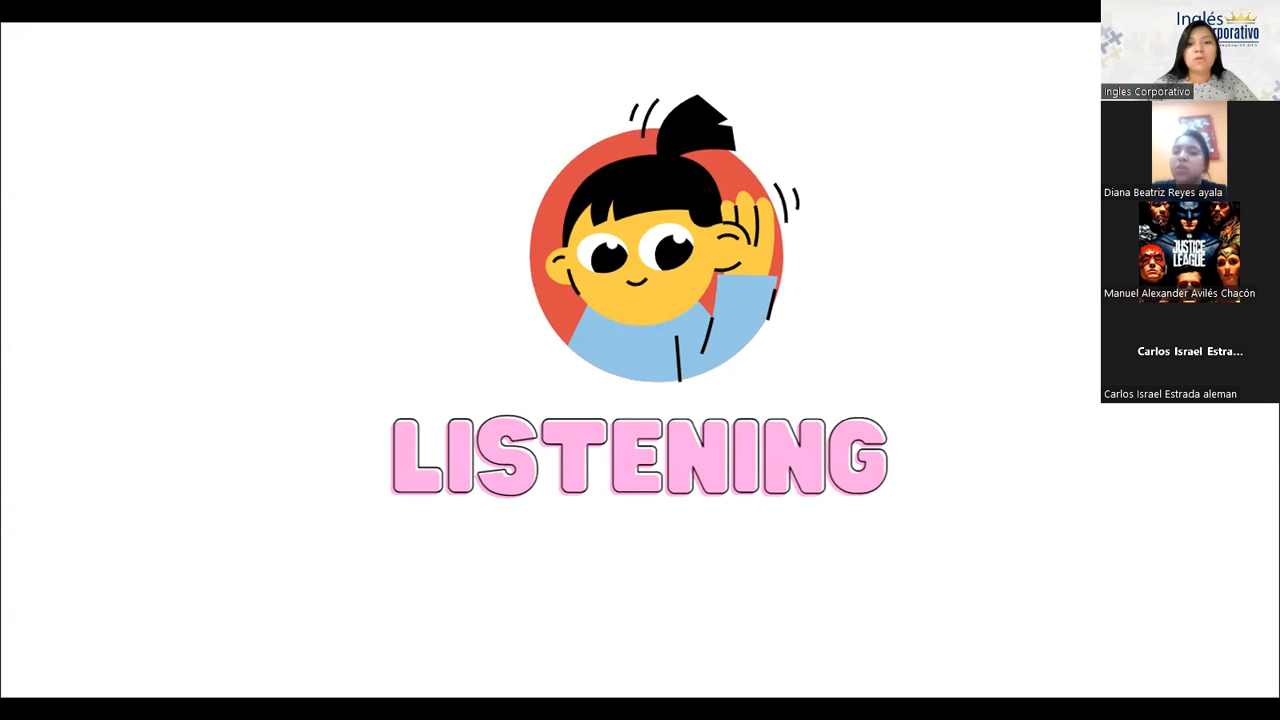 LISTENING
Inglés
Corporativo
Ingles Corporativo
Diana Beatriz Reyes ayala
JUSTICE
LEAGUE
Manuel Alexander Avilés Chacón
Carlos Israel Estra...
Carlos Israel Estrada aleman